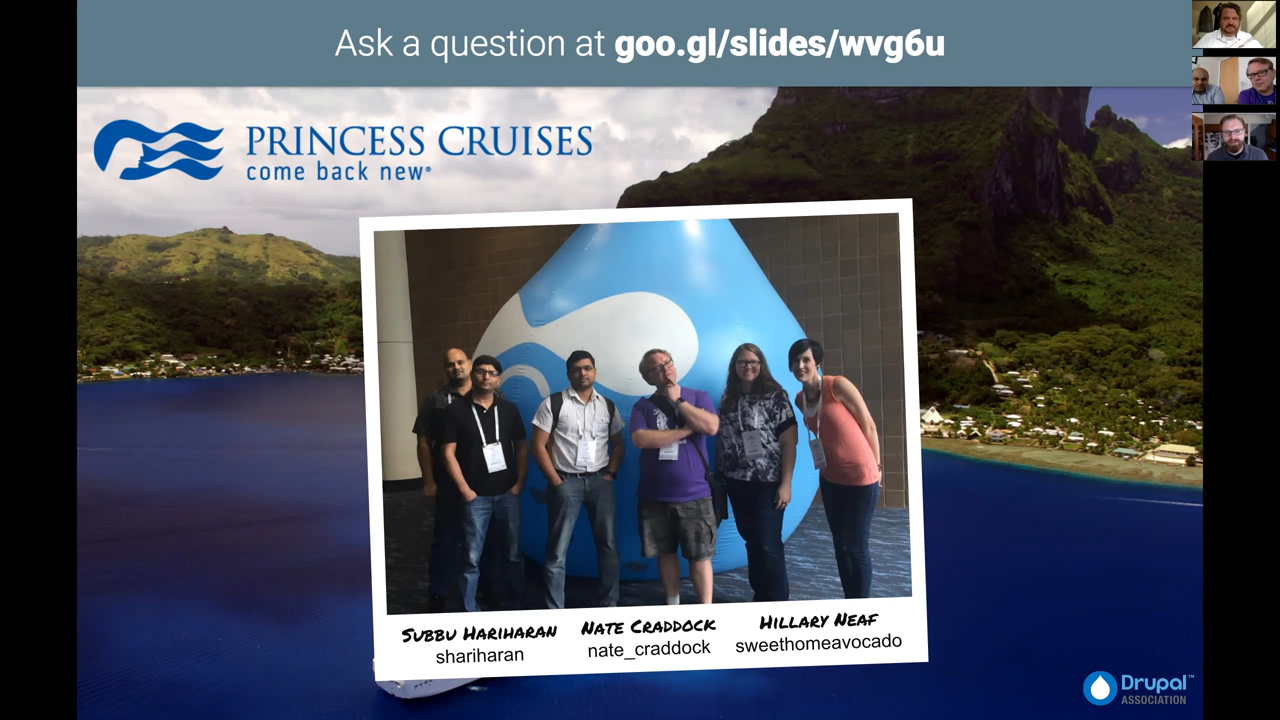 Ask a question at goo.gl/slides/wvg6u
PRINCESS CRUISES
come back new®
SUBBU HARIHARAN
shariharan
NATE CRADDOCK
nate_craddock
HILLARY NEAF
sweethomeavocado
Drupal™
ASSOCIATION